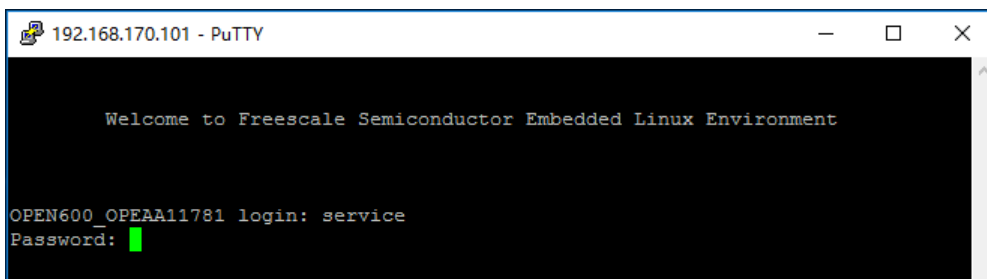 192.168.170.101 - PuTTY
Welcome to Freescale Semiconductor Embedded Linux Environment
OPEN600_OPEAA11781 login: service
Password: